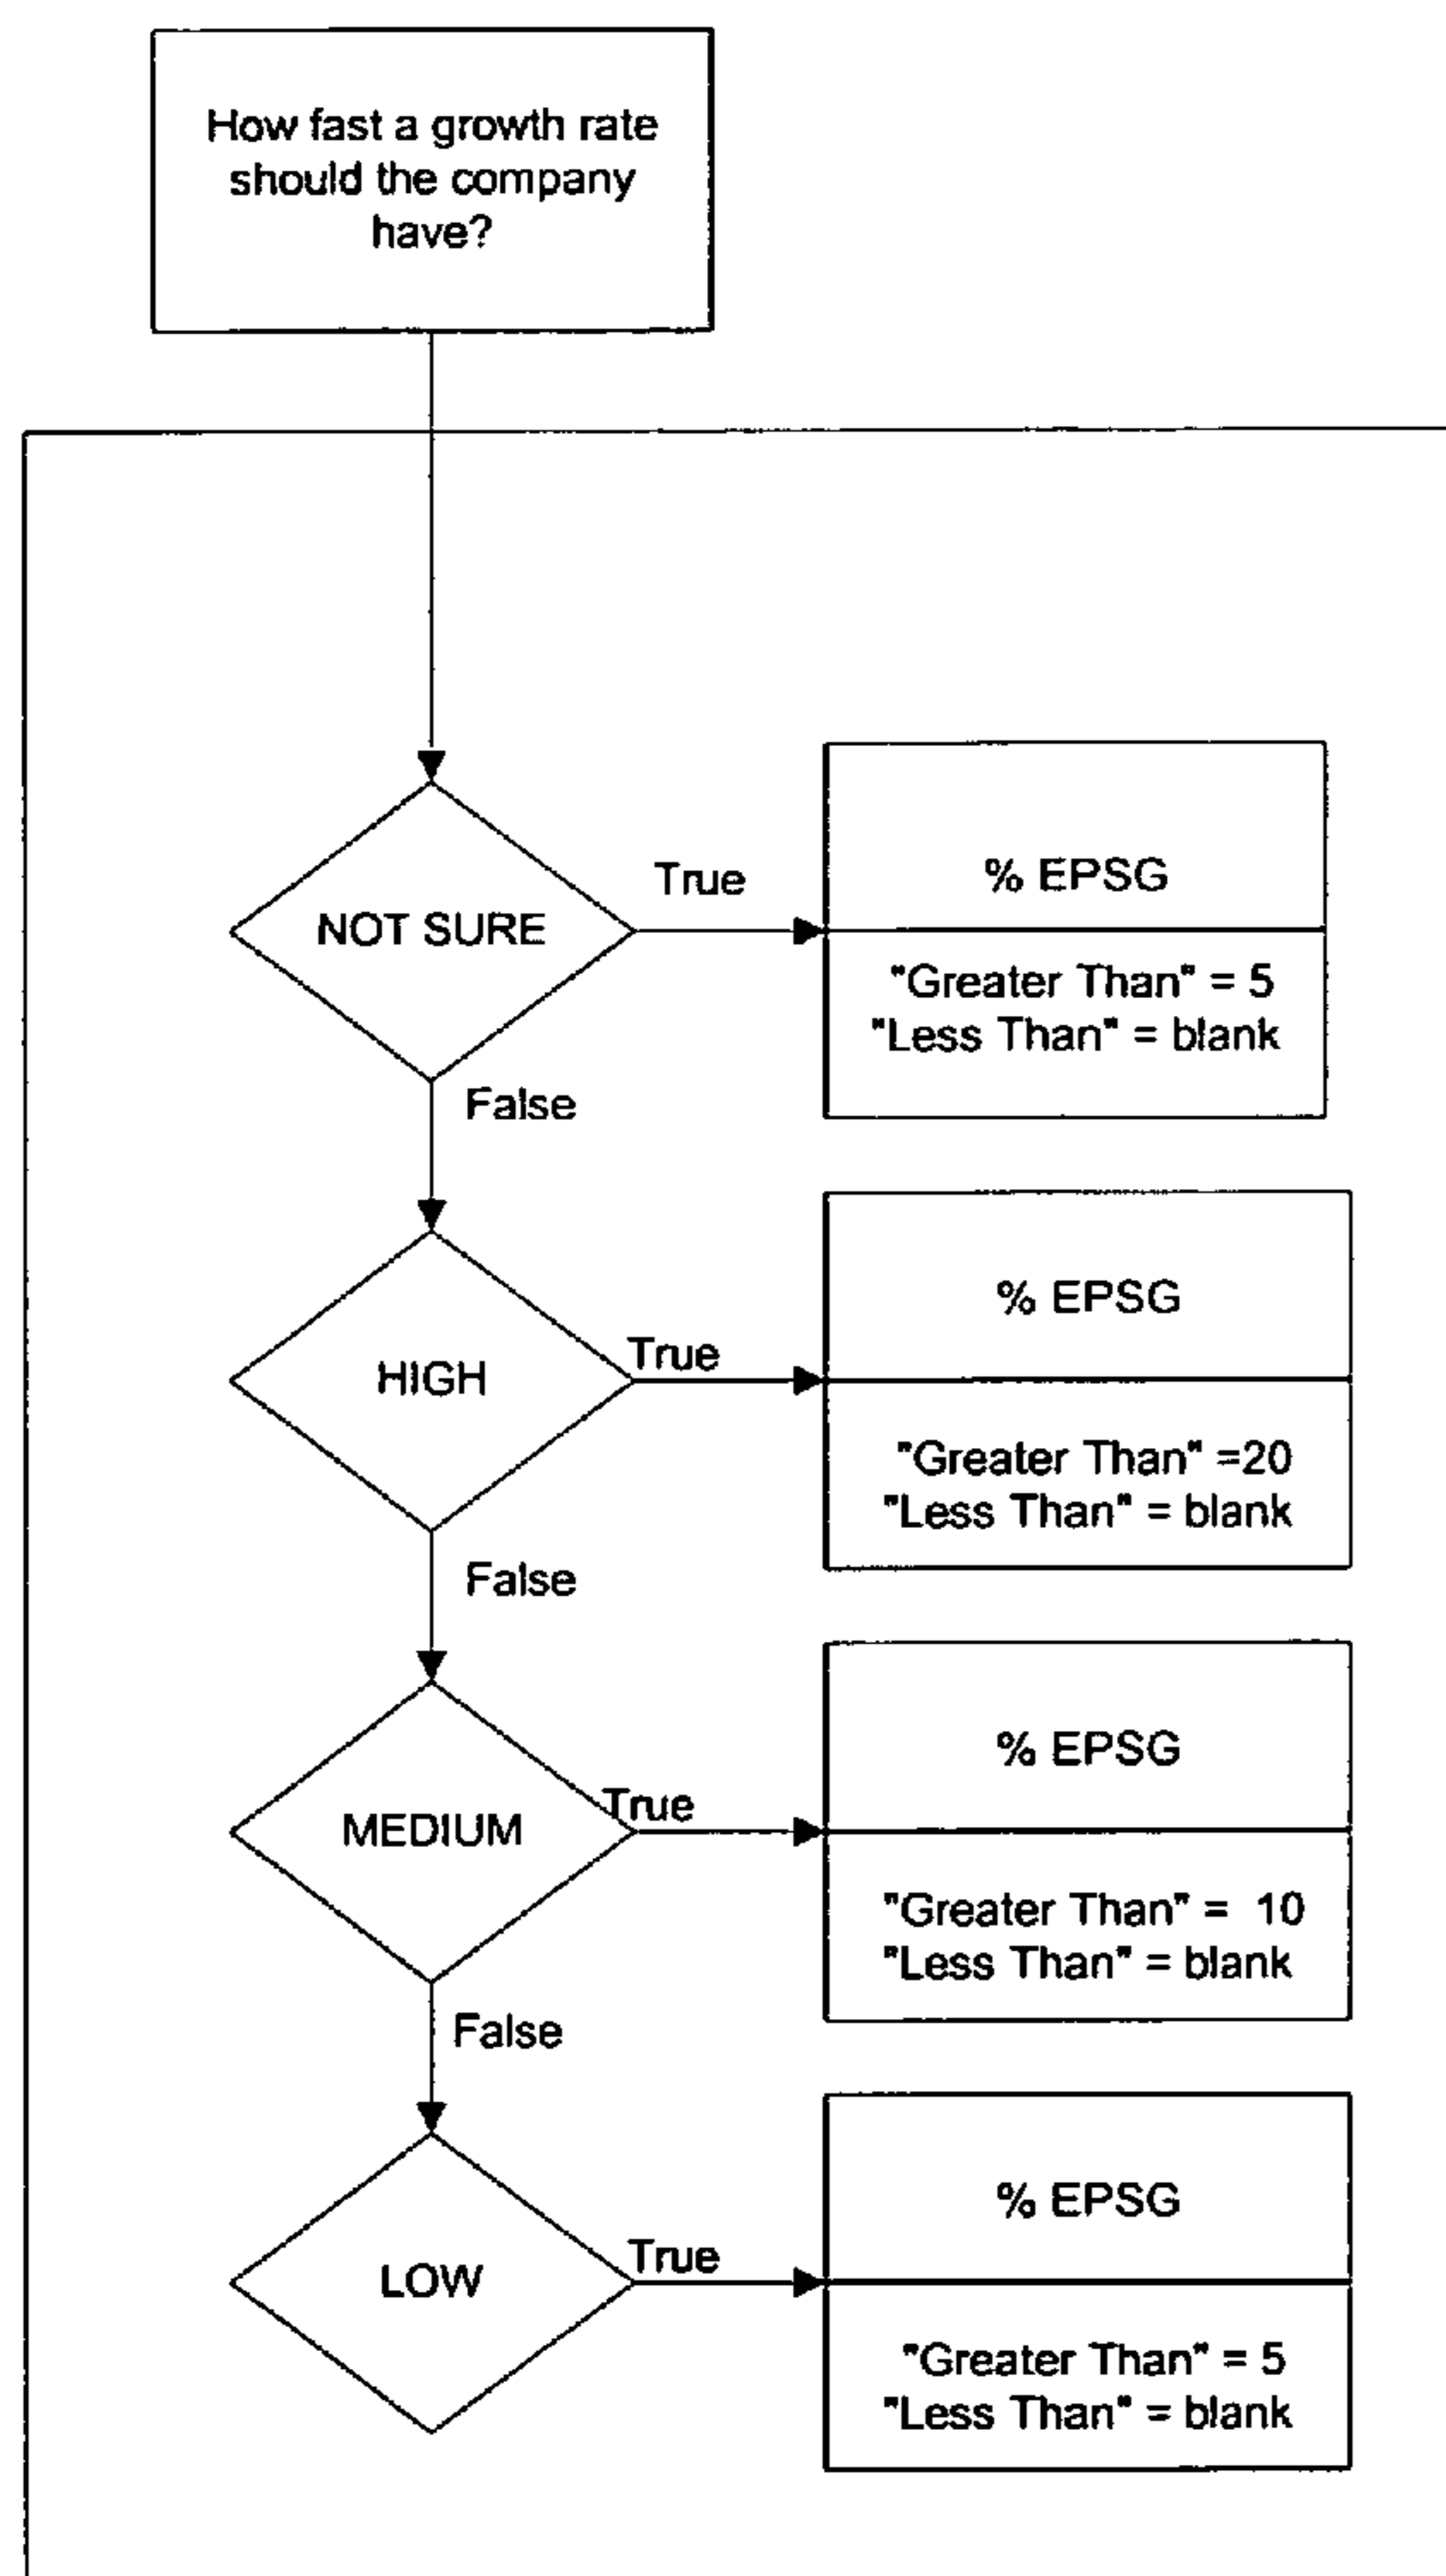 How fast a growth rate
should the company
have?
NOT SURE
True
% EPSG
"Greater Than" = 5
"Less Than" = blank
False
HIGH
True
% EPSG
"Greater Than" =20
"Less Than" = blank
False
MEDIUM
True
% EPSG
"Greater Than" =  10
"Less Than" = blank
False
LOW
True
% EPSG
"Greater Than" = 5
"Less Than" = blank